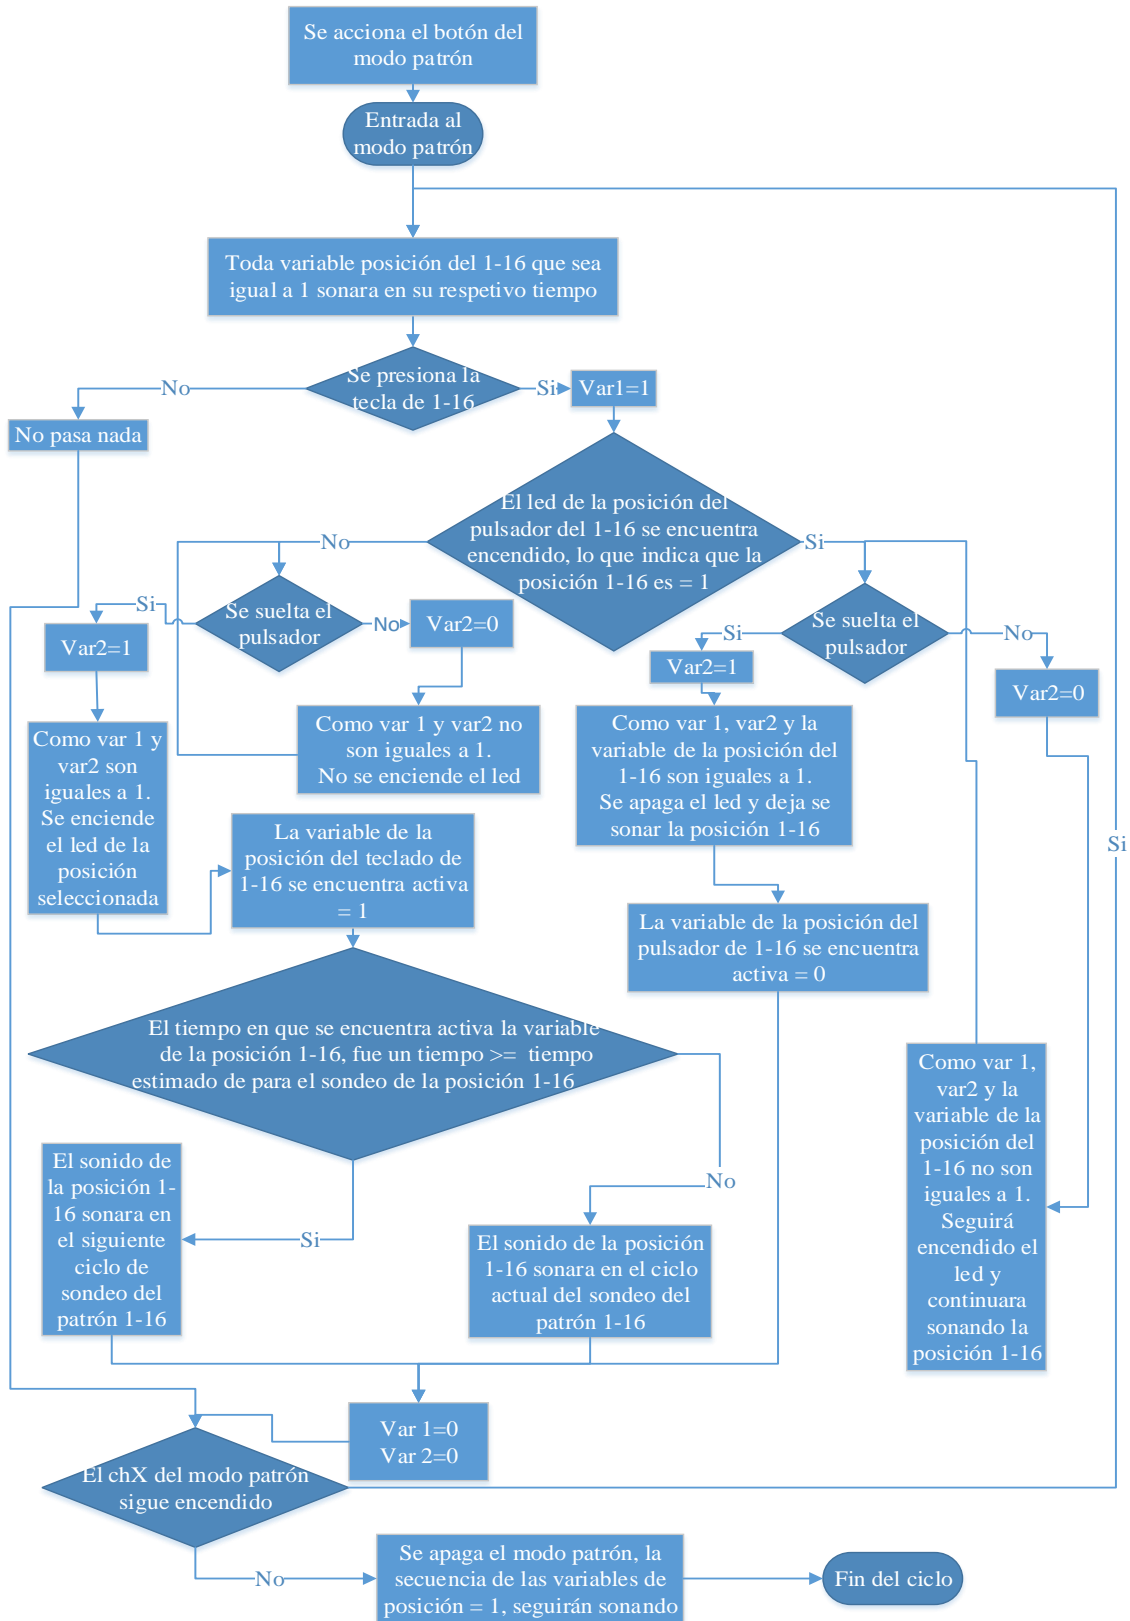 Se acciona el botón del
modo patrón
Entrada al
modo patrón
Toda variable posición del 1-16 que sea
igual a 1 sonara en su respetivo tiempo
Se presiona la
tecla de 1-16
No
Si
Var1=1
No pasa nada
El led de la posición del
pulsador del 1-16 se encuentra
encendido, lo que indica que la
posición 1-16 es = 1
No
Si
Se suelta el
pulsador
Si
No
Var2=1
Var2=0
Se suelta el
pulsador
Si
No
Var2=1
Var2=0
Como var 1 y
var2 son
iguales a 1.
Se enciende
el led de la
posición
seleccionada
Como var 1 y var2 no
son iguales a 1.
No se enciende el led
Como var 1, var2 y la
variable de la posición del
1-16 son iguales a 1.
Se apaga el led y deja se
sonar la posición 1-16
Si
La variable de la
posición del teclado de
1-16 se encuentra activa
= 1
La variable de la posición del
pulsador de 1-16 se encuentra
activa = 0
El tiempo en que se encuentra activa la variable
de la posición 1-16, fue un tiempo >= tiempo
estimado de para el sondeo de la posición 1-16
Como var 1,
var2 y la
variable de la
posición del
1-16 no son
iguales a 1.
Seguirá
encendido el
led y
continuara
sonando la
posición 1-16
No
Si
El sonido de
la posición 1-
16 sonara en
el siguiente
ciclo de
sondeo del
patrón 1-16
El sonido de la posición
1-16 sonara en el ciclo
actual del sondeo del
patrón 1-16
Var 1=0
Var 2=0
El chX del modo patrón
sigue encendido
No
Se apaga el modo patrón, la
secuencia de las variables de
posición = 1, seguirán sonando
Fin del ciclo